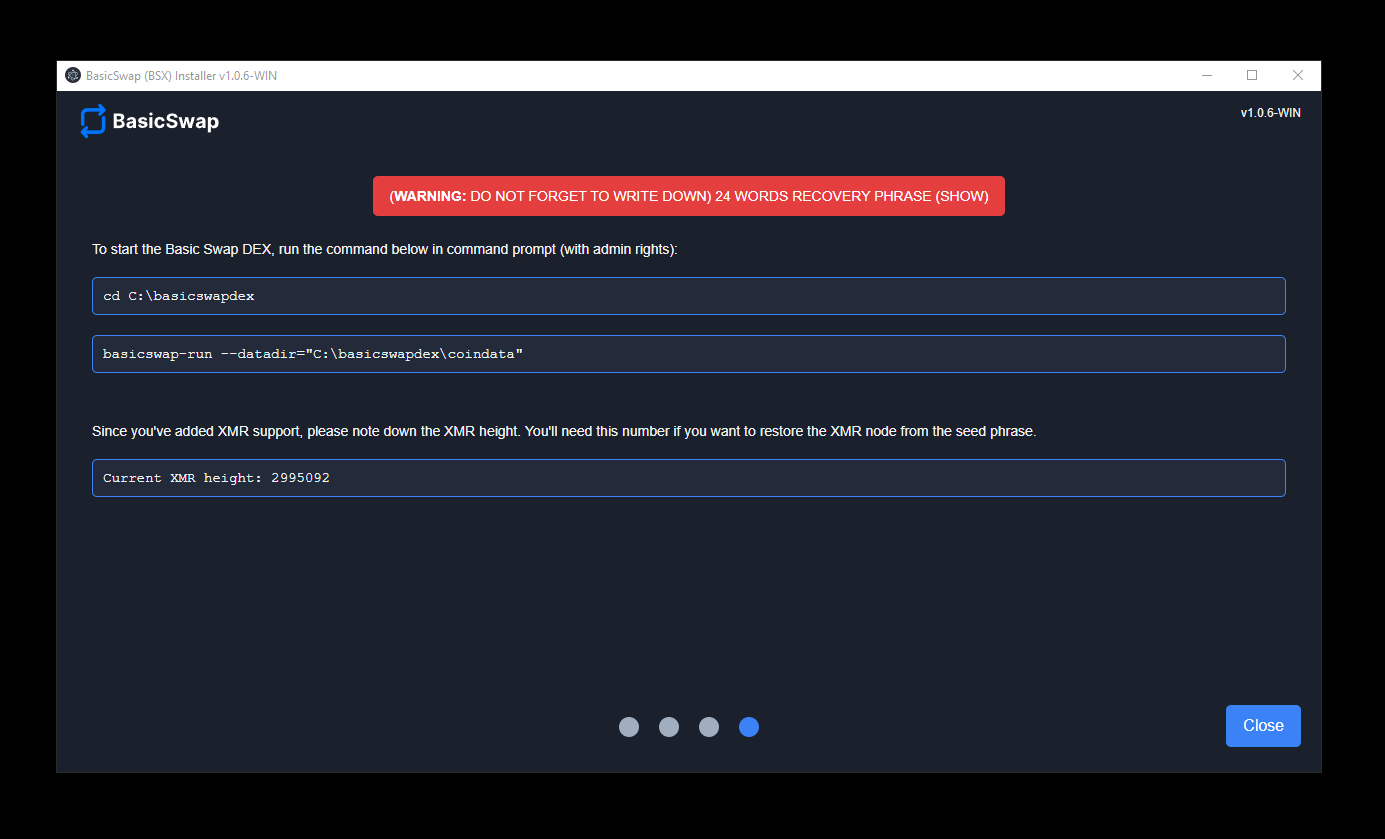 BasicSwap (BSX) Installer v1.0.6-WIN
BasicSwap
v1.0.6-WIN
(WARNING: DO NOT FORGET TO WRITE DOWN) 24 WORDS RECOVERY PHRASE (SHOW)
To start the Basic Swap DEX, run the command below in command prompt (with admin rights):
cd C:\basicswapdex
basicswap-run --datadir="C:\basicswapdex\coindata"
Since you've added XMR support, please note down the XMR height. You'll need this number if you want to restore the XMR node from the seed phrase.
Current XMR height: 2995092
Close